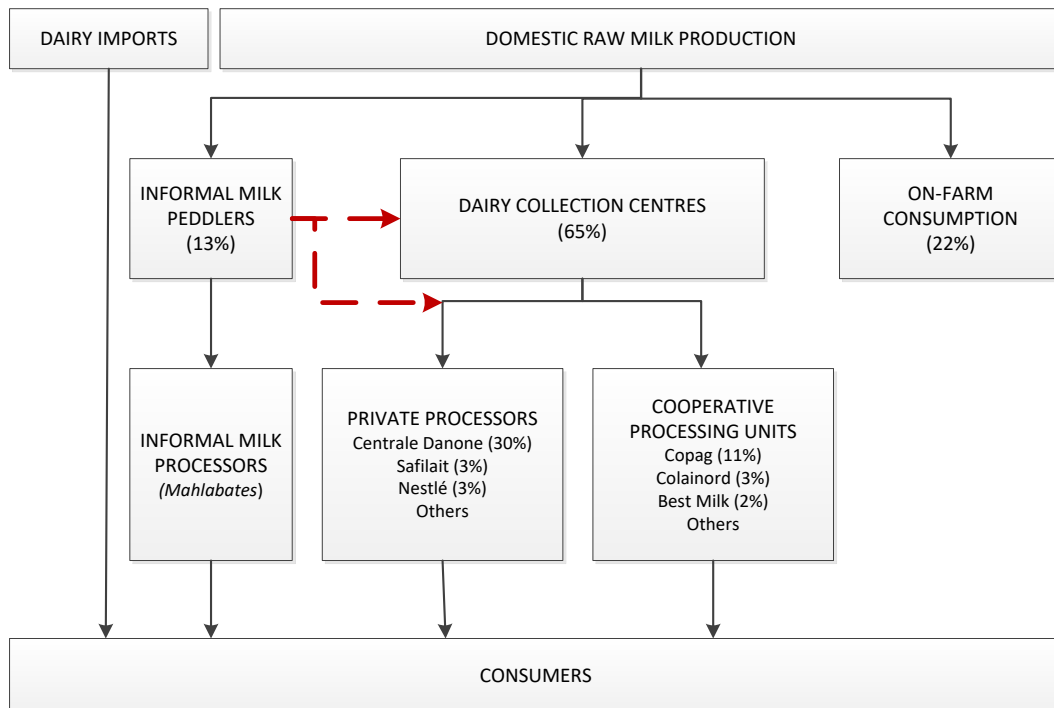 DAIRY IMPORTS
DOMESTIC RAW MILK PRODUCTION
INFORMAL MILK
PEDDLERS
(13%)
DAIRY COLLECTION CENTRES
(65%)
ON-FARM
CONSUMPTION
(22%)
INFORMAL MILK
PROCESSORS
(Mahlabates)
PRIVATE PROCESSORS
Centrale Danone (30%)
Safilait (3%)
Nestlé (3%)
Others
COOPERATIVE
PROCESSING UNITS
Copag (11%)
Colainord (3%)
Best Milk (2%)
Others
CONSUMERS